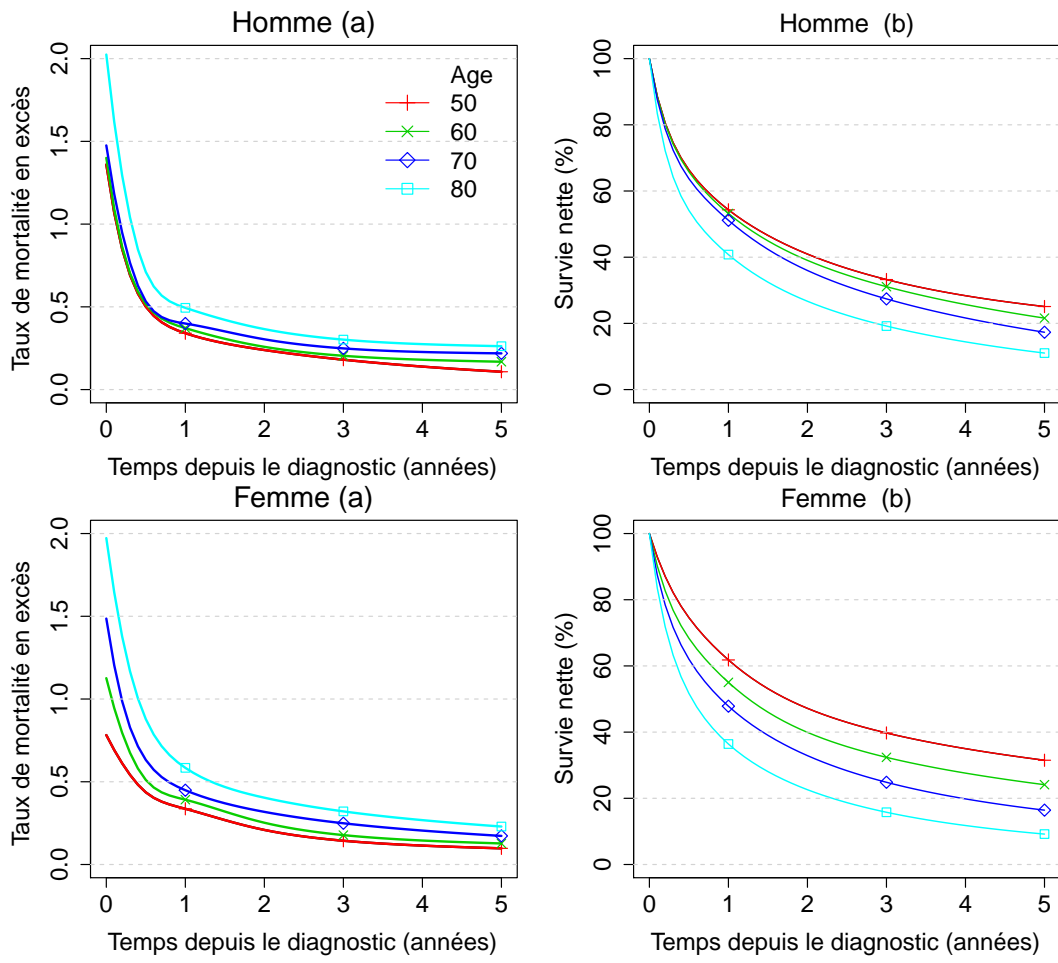 Homme (a)
Taux de mortalité en excès
2.0
1.5
1.0
0.5
0.0
Age
50
60
70
80
0 1 2 3 4 5
Temps depuis le diagnostic (années)
Homme (b)
Survie nette (%)
100
80
60
40
20
0
0 1 2 3 4 5
Temps depuis le diagnostic (années)
Femme (a)
Taux de mortalité en excès
2.0
1.5
1.0
0.5
0.0
0 1 2 3 4 5
Temps depuis le diagnostic (années)
Femme (b)
Survie nette (%)
100
80
60
40
20
0
0 1 2 3 4 5
Temps depuis le diagnostic (années)